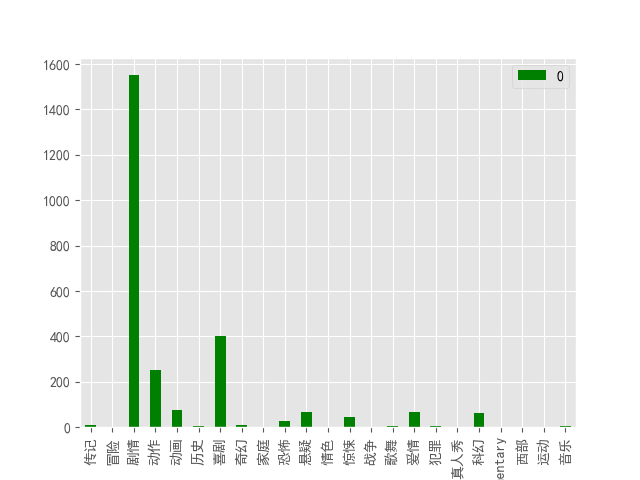 1600
1400
1200
1000
800
600
400
200
0
0
传记
冒险
剧情
动作
动画
历史
喜剧
奇幻
家庭
恐怖
悬疑
情色
惊悚
战争
歌舞
爱情
犯罪
真人秀
科幻
entary
西部
运动
音乐